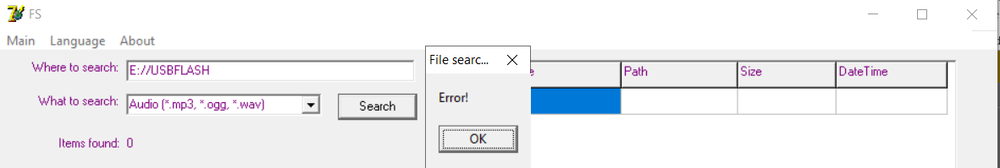 FS
Main Language About
Where to search: E://USBFLASH
What to search: Audio (*.mp3, *.ogg, *.wav)
Search
Items found: 0
File searc...
Error!
OK
e Path Size DateTime